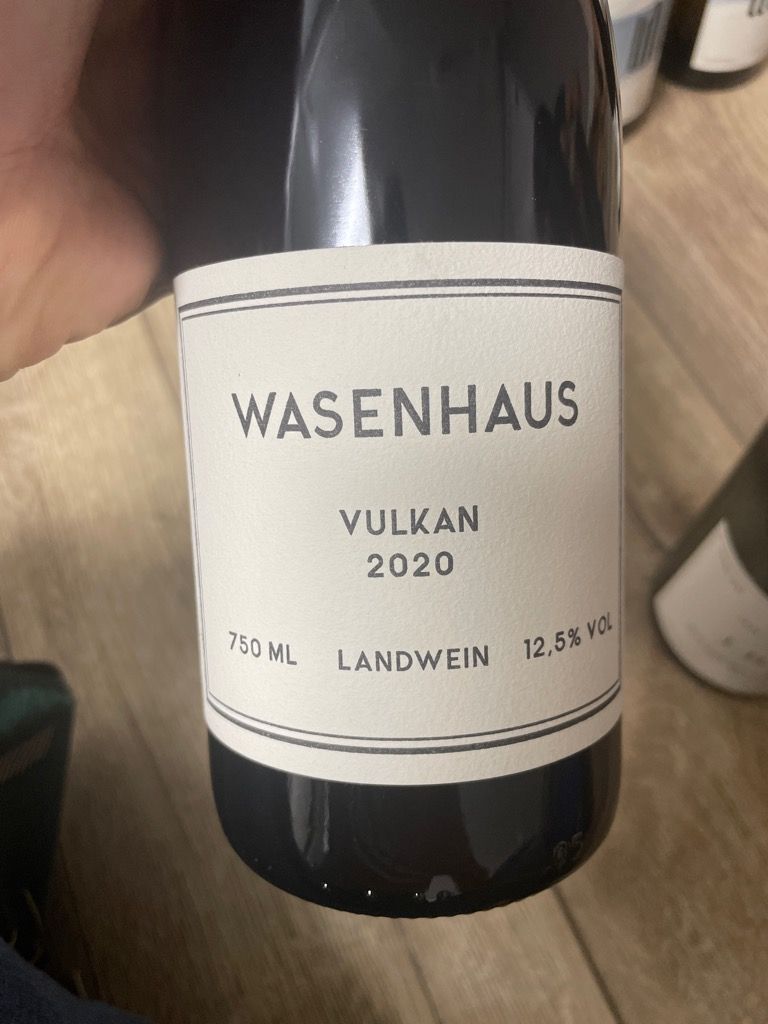 WASENHAUS
VULKAN
2020
750 ML LANDWEIN 12,5% VOL